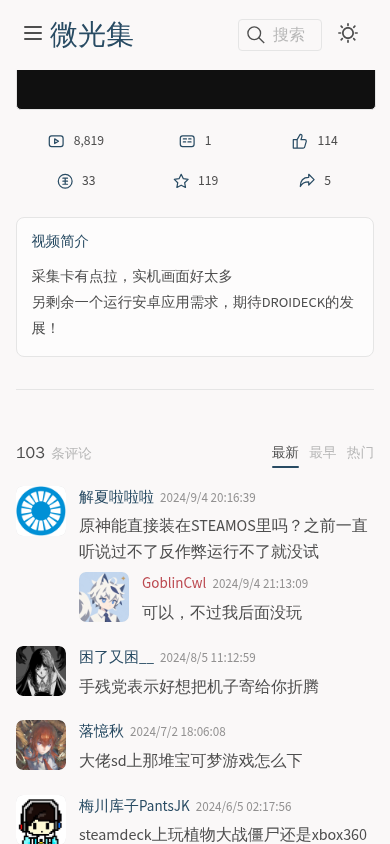 微光集
搜索
8,819
1
114
33
119
5
视频简介
采集卡有点拉，实机画面好太多
另剩余一个运行安卓应用需求，期待DROIDECK的发
展！
103 条评论
最新 最早 热门
解夏啦啦啦 2024/9/4 20:16:39
原神能直接装在STEAMOS里吗？之前一直
听说过不了反作弊运行不了就没试
GoblinCwl 2024/9/4 21:13:09
可以，不过我后面没玩
困了又困__ 2024/8/5 11:12:59
手残党表示好想把机子寄给你折腾
落憶秋 2024/7/2 18:06:08
大佬sd上那堆宝可梦游戏怎么下
梅川库子PantsJK 2024/6/5 02:17:56
steamdeck上玩植物大战僵尸还是xbox360